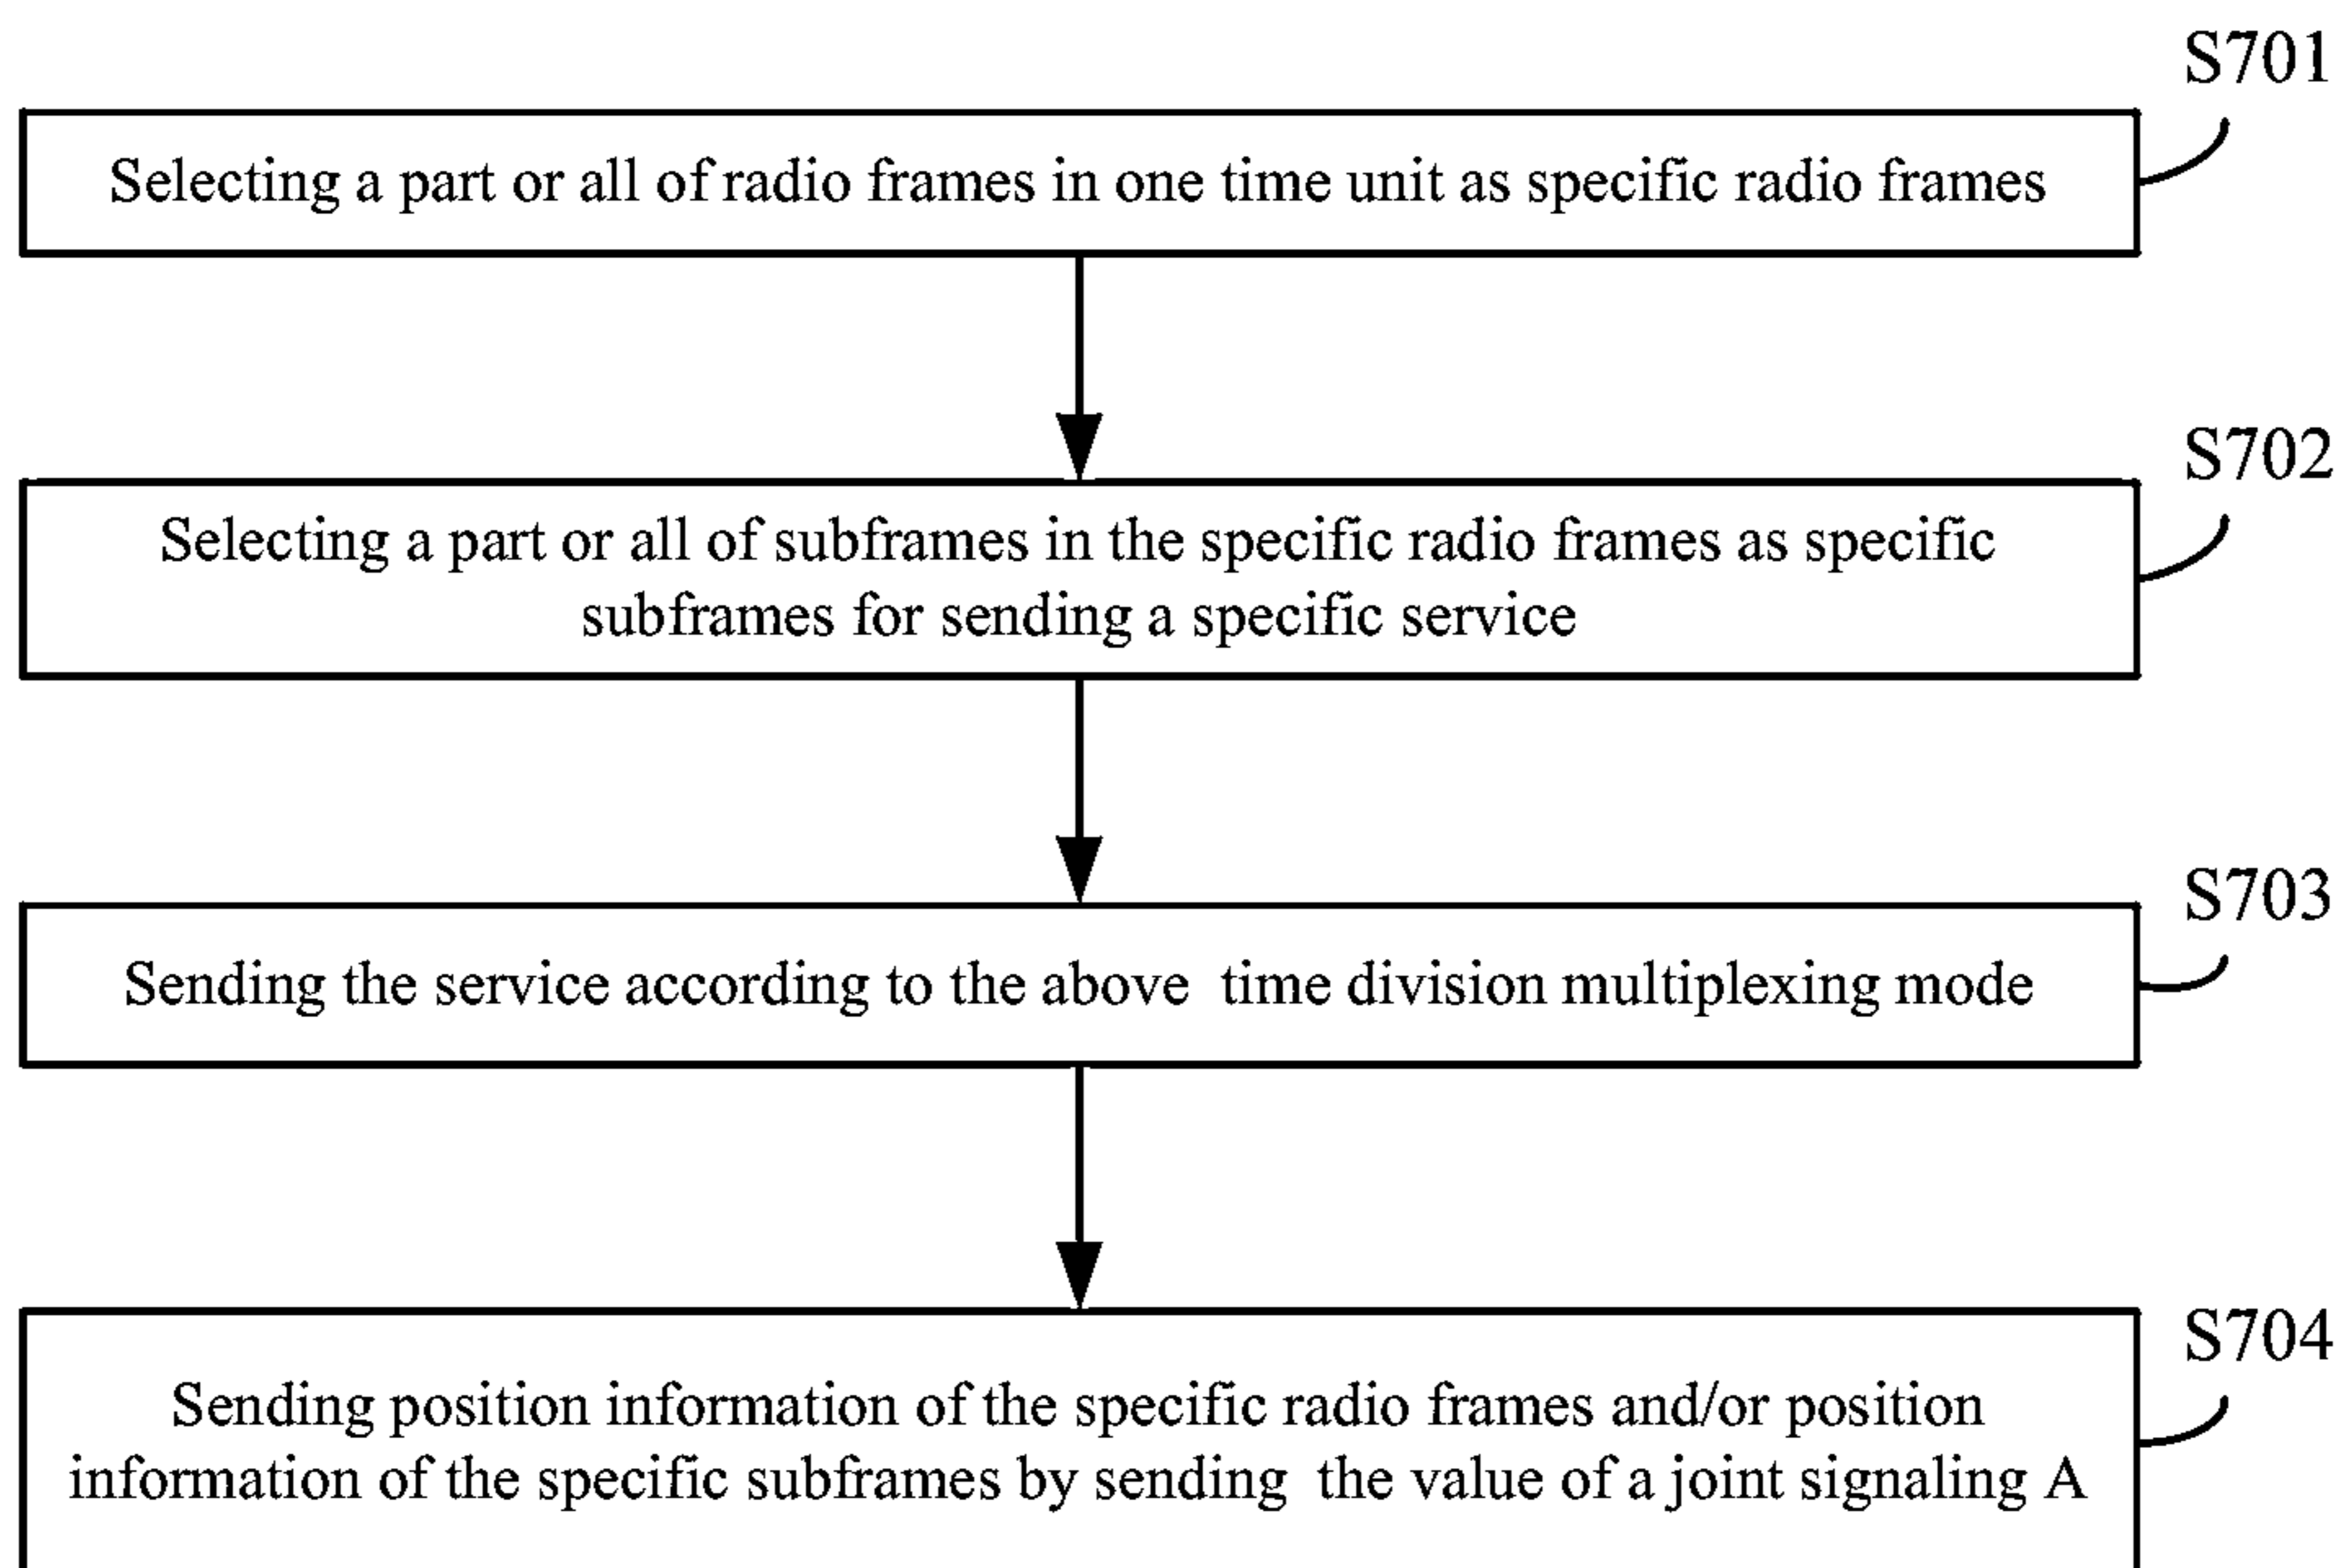 S701
Selecting a part or all of radio frames in one time unit as specific radio frames
S702
Selecting a part or all of subframes in the specific radio frames as specific
subframes for sending a specific service
S703
Sending the service according to the above time division multiplexing mode
S704
Sending position information of the specific radio frames and/or position
information of the specific subframes by sending the value of a joint signaling A